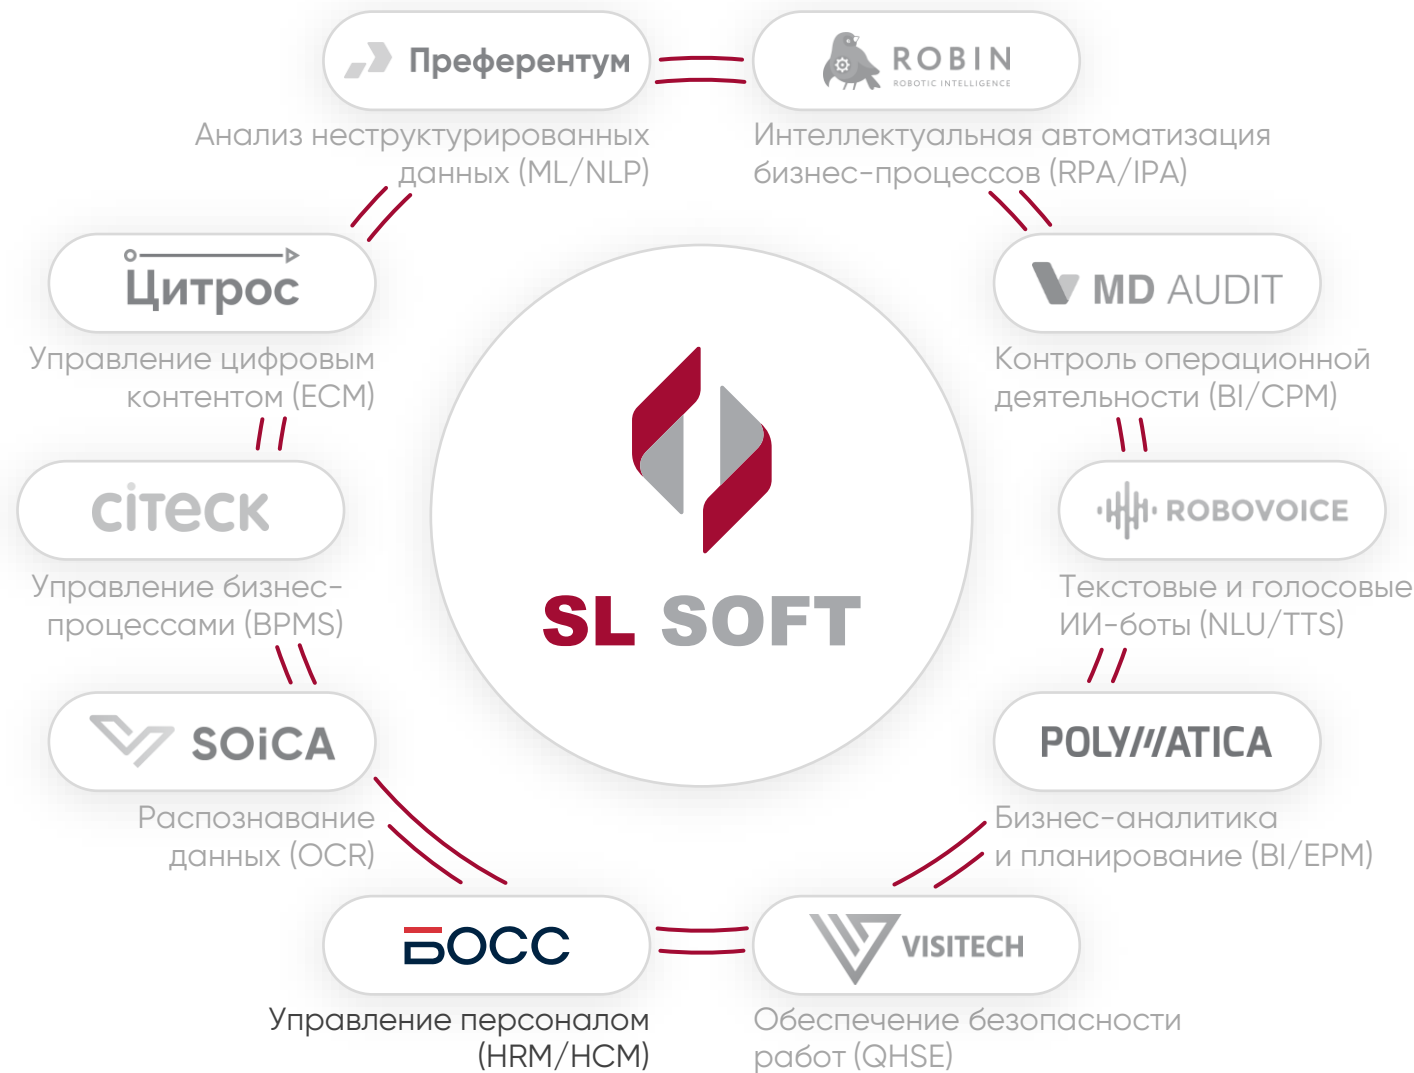 Преферентум
ROBIN
ROBOTIC INTELLIGENCE
Анализ неструктурированных
данных (ML/NLP)
Интеллектуальная автоматизация
бизнес-процессов (RPA/IPA)
Цитрос
MD AUDIT
Управление цифровым
контентом (ECM)
Контроль операционной
деятельности (BI/CPM)
CITECK
ROBOVOICE
Управление бизнес-
процессами (BPMS)
Текстовые и голосовые
ИИ-боты (NLU/TTS)
SL SOFT
SOiCA
POLYMATICA
Распознавание
данных (OCR)
Бизнес-аналитика
и планирование (BI/EPM)
БОСС
VISITECH
Управление персоналом
(HRM/HCM)
Обеспечение безопасности
работ (QHSE)